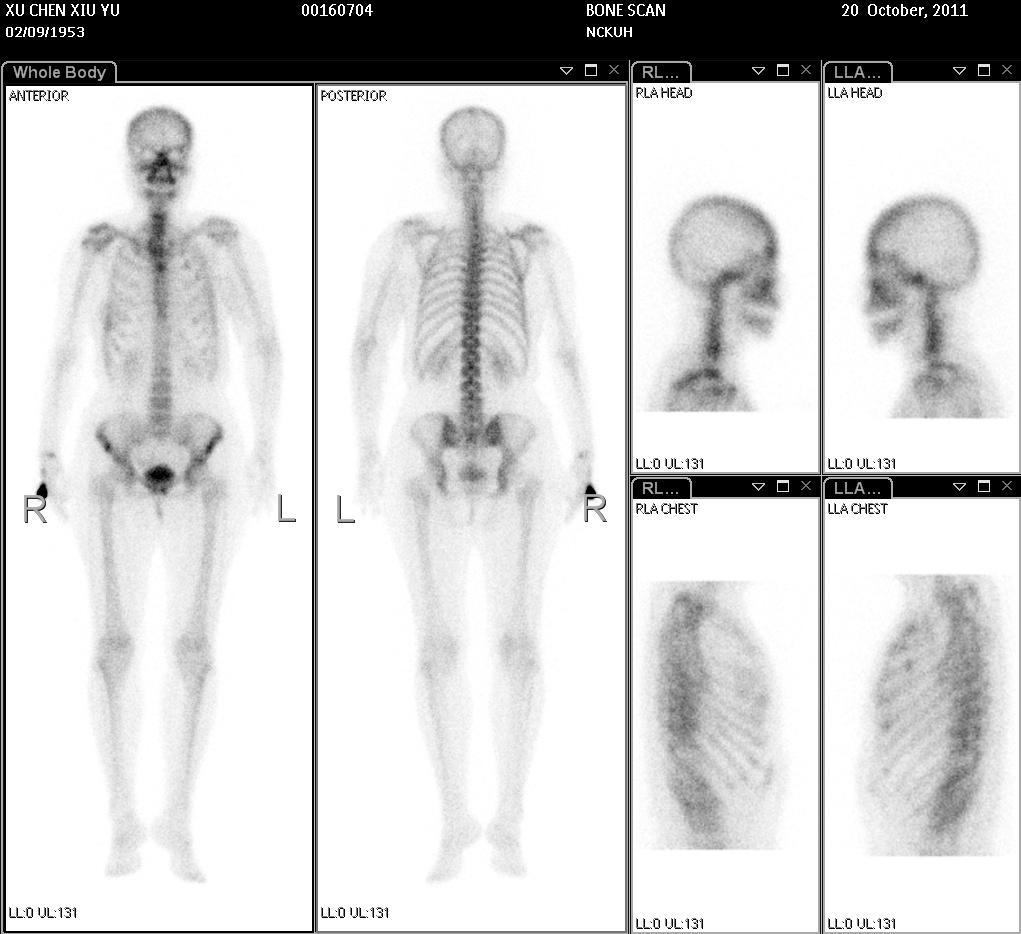 XU CHEN XIU YU 00160704 BONE SCAN 20 October, 2011
02/09/1953 NCKUH
Whole Body
ANTERIOR
POSTERIOR
R L L R
LL:0 UL:131
LL:0 UL:131
RL...
RLA HEAD
LL:0 UL:131
LLA...
LLA HEAD
LL:0 UL:131
RL...
RLA CHEST
LL:0 UL:131
LLA...
LLA CHEST
LL:0 UL:131